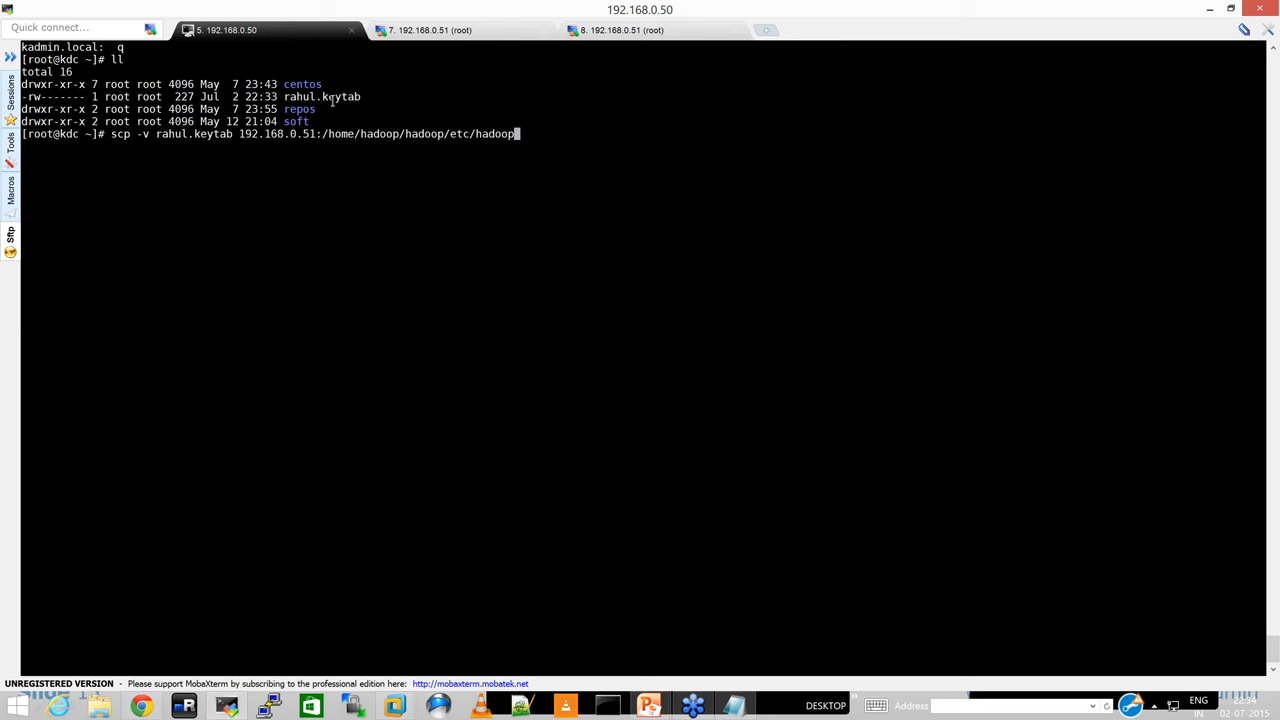 192.168.0.50
Quick connect...
5. 192.168.0.50
7. 192.168.0.51 (root)
8. 192.168.0.51 (root)
Sessions
Tools
Macros
Sftp
kadmin.local:  q
[root@kdc ~]# ll
total 16
drwxr-xr-x 7 root root 4096 May  7 23:43 centos
-rw------- 1 root root  227 Jul  2 22:33 rahul.keytab
drwxr-xr-x 2 root root 4096 May  7 23:55 repos
drwxr-xr-x 2 root root 4096 May 12 21:04 soft
[root@kdc ~]# scp -v rahul.keytab 192.168.0.51:/home/hadoop/hadoop/etc/hadoop
UNREGISTERED VERSION - Please support MobaXterm by subscribing to the professional edition here: http://mobaxterm.mobatek.net
DESKTOP
Address
ENG
IN
22:34
02-07-2015